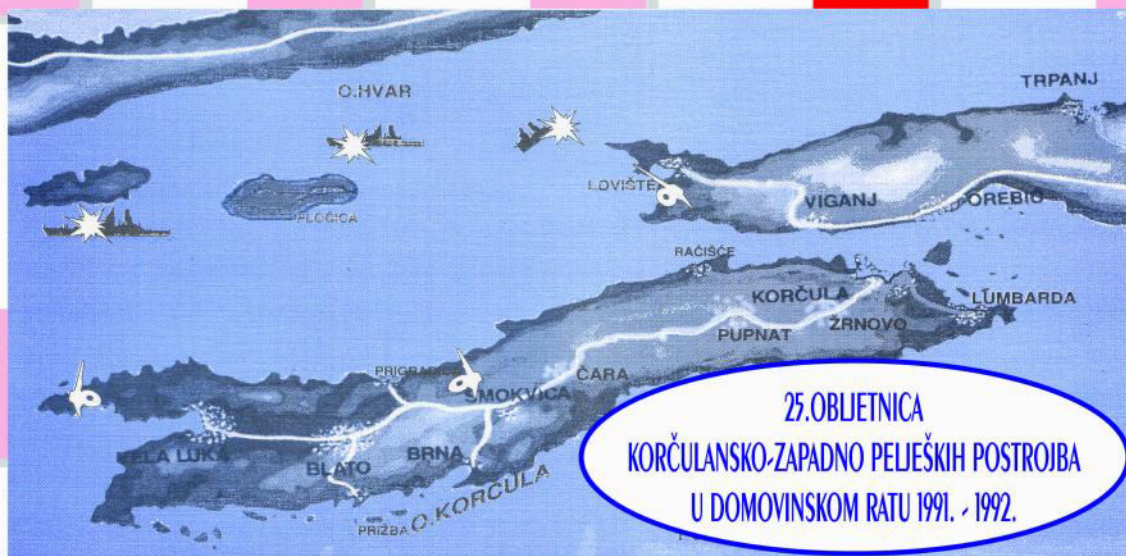 O.HVAR
TRPANJ
LOVIŠTE
PLOČICA
VIGANJ
OREBIĆ
RAČIŠĆE
KORČULA
LUMBARDA
PUPNAT
ŽRNOVO
PRIGRADICA
SMOKVICA
ČARA
VELA LUKA
BLATO
BRNA
PRIŽBA
O.KORČULA
25.OBLJETNICA
KORČULANSKO-ZAPADNO PELJEŠKIH POSTROJBA
U DOMOVINSKOM RATU 1991. - 1992.